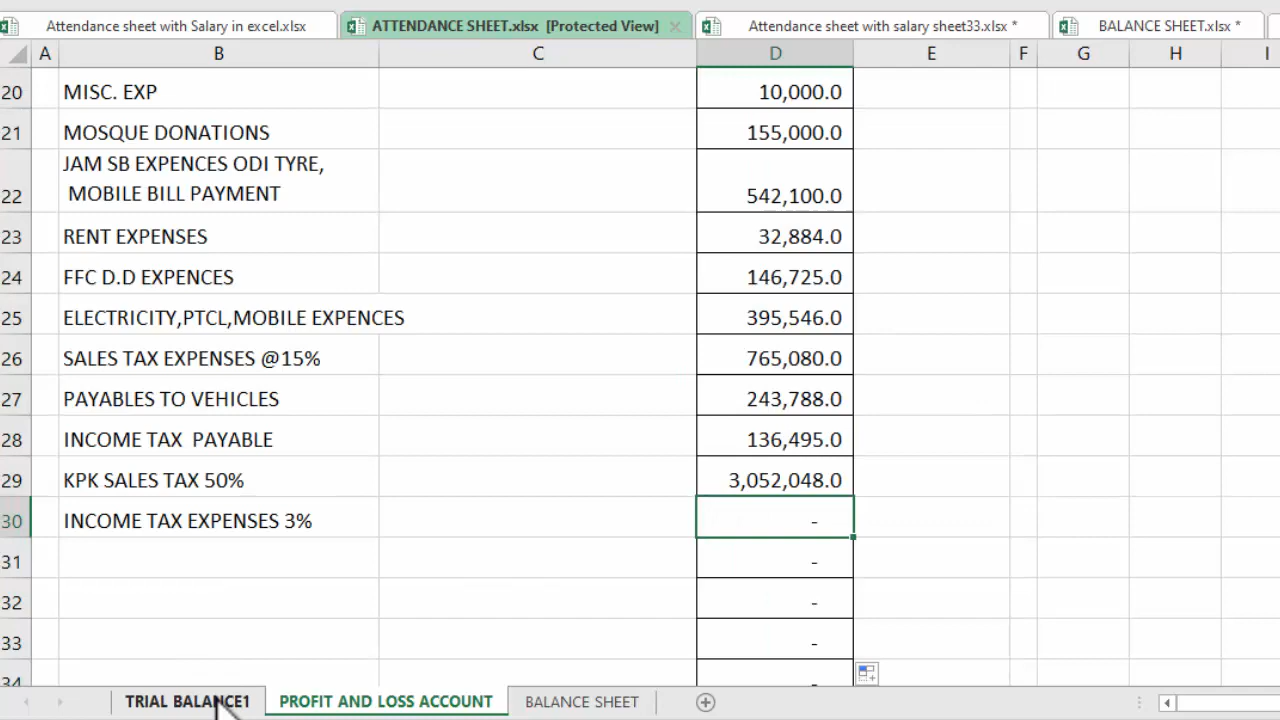 Attendance sheet with Salary in excel.xlsx
ATTENDANCE SHEET.xlsx [Protected View]
Attendance sheet with salary sheet33.xlsx *
BALANCE SHEET.xlsx *
A B C D E F G H I
20 MISC. EXP 10,000.0
21 MOSQUE DONATIONS 155,000.0
JAM SB EXPENCES ODI TYRE,
22 MOBILE BILL PAYMENT 542,100.0
23 RENT EXPENSES 32,884.0
24 FFC D.D EXPENCES 146,725.0
25 ELECTRICITY,PTCL,MOBILE EXPENCES 395,546.0
26 SALES TAX EXPENSES @15% 765,080.0
27 PAYABLES TO VEHICLES 243,788.0
28 INCOME TAX  PAYABLE 136,495.0
29 KPK SALES TAX 50% 3,052,048.0
30 INCOME TAX EXPENSES 3% -
31 -
32 -
33 -
34 -
TRIAL BALANCE1 PROFIT AND LOSS ACCOUNT BALANCE SHEET